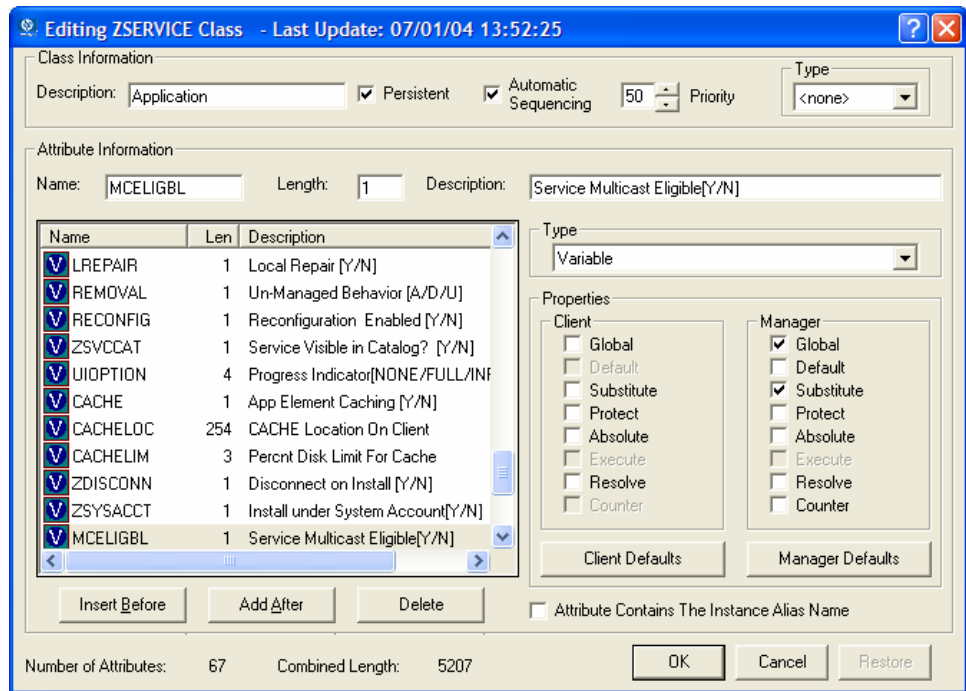 Editing ZSERVICE Class - Last Update: 07/01/04 13:52:25
Class Information
Description: Application Persistent Automatic Sequencing 50 Priority
Type
<none>
Attribute Information
Name: MCELIGBL Length: 1 Description: Service Multicast Eligible[Y/N]
Name Len Description
V LREPAIR 1 Local Repair [Y/N]
V REMOVAL 1 Un-Managed Behavior [A/D/U]
V RECONFIG 1 Reconfiguration Enabled [Y/N]
V ZSVCCAT 1 Service Visible in Catalog? [Y/N]
V UIOPTION 4 Progress Indicator[NONE/FULL/INF
V CACHE 1 App Element Caching [Y/N]
V CACHELOC 254 CACHE Location On Client
V CACHELIM 3 Percnt Disk Limit For Cache
V ZDISCONN 1 Disconnect on Install [Y/N]
V ZSYSACCT 1 Install under System Account[Y/N]
V MCELIGBL 1 Service Multicast Eligible[Y/N]
Insert Before Add After Delete
Type
Variable
Properties
Client
Global
Default
Substitute
Protect
Absolute
Execute
Resolve
Counter
Client Defaults
Manager
Global
Default
Substitute
Protect
Absolute
Execute
Resolve
Counter
Manager Defaults
Attribute Contains The Instance Alias Name
Number of Attributes: 67 Combined Length: 5207
OK Cancel Restore